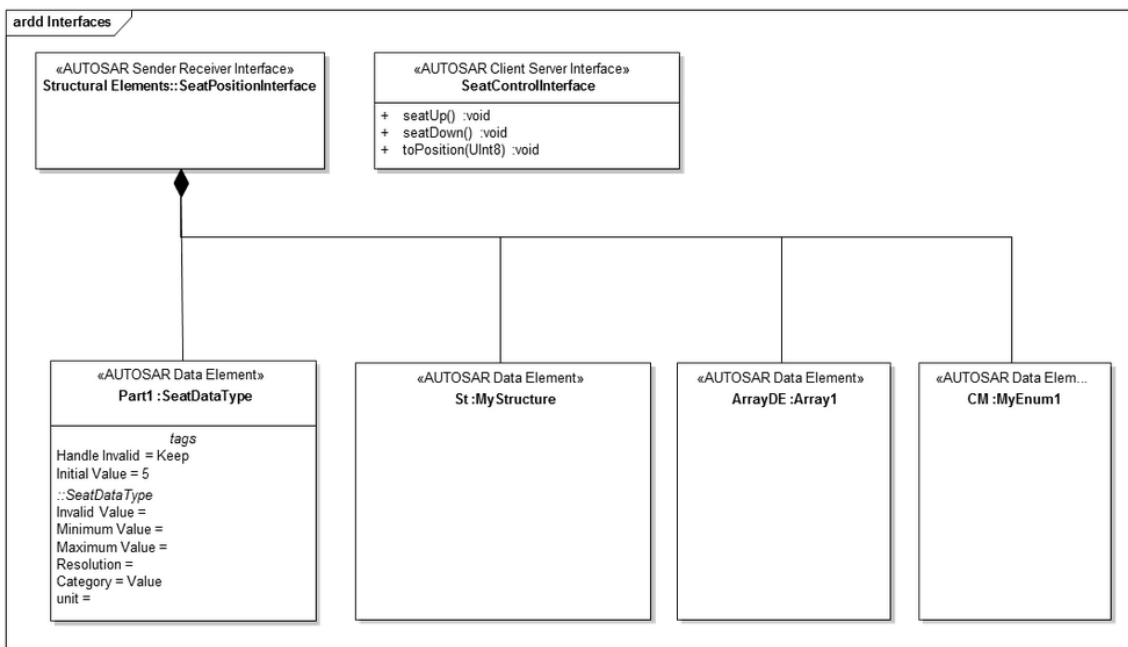 ardd Interfaces
«AUTOSAR Sender Receiver Interface»
Structural Elements::SeatPositionInterface
«AUTOSAR Client Server Interface»
SeatControlInterface
+ seatUp() :void
+ seatDown() :void
+ toPosition(UInt8) :void
«AUTOSAR Data Element»
Part1 :SeatDataType
tags
Handle Invalid = Keep
Initial Value = 5
::SeatDataType
Invalid Value =
Minimum Value =
Maximum Value =
Resolution =
Category = Value
unit =
«AUTOSAR Data Element»
St :MyStructure
«AUTOSAR Data Element»
ArrayDE :Array1
«AUTOSAR Data Elem...
CM :MyEnum1